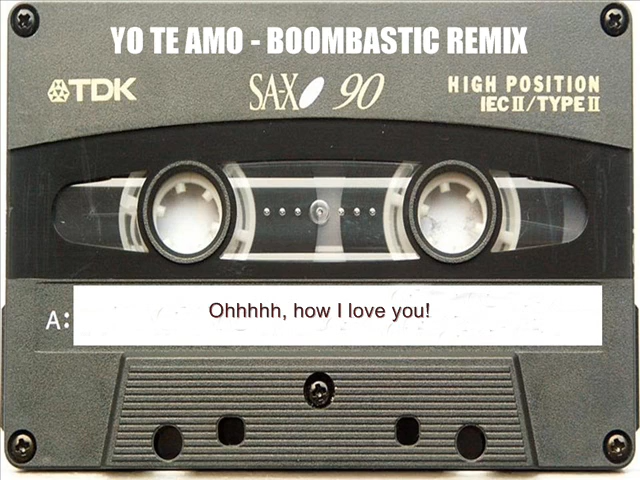 YO TE AMO - BOOMBASTIC REMIX
TDK
SA-X 90
HIGH POSITION
IEC II / TYPE II
A:
Ohhhhh, how I love you!